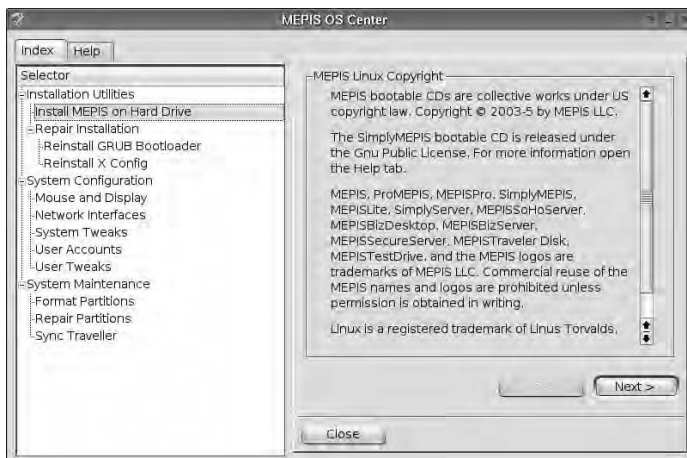 MEPIS OS Center
Index
Help
Selector
Installation Utilities
Install MEPIS on Hard Drive
Repair Installation
Reinstall GRUB Bootloader
Reinstall X Config
System Configuration
Mouse and Display
Network Interfaces
System Tweaks
User Accounts
User Tweaks
System Maintenance
Format Partitions
Repair Partitions
Sync Traveller
MEPIS Linux Copyright
MEPIS bootable CDs are collective works under US
copyright law. Copyright © 2003-5 by MEPIS LLC.
The SimplyMEPIS bootable CD is released under
the Gnu Public License. For more information open
the Help tab.
MEPIS, ProMEPIS, MEPISPro, SimplyMEPIS,
MEPISLite, SimplyServer, MEPISSoHoServer,
MEPISBizDesktop, MEPISBizServer,
MEPISSecureServer, MEPISTraveler Disk,
MEPISTestDrive, and the MEPIS logos are
trademarks of MEPIS LLC. Commercial reuse of the
MEPIS names and logos are prohibited unless
permission is obtained in writing.
Linux is a registered trademark of Linus Torvalds.
Next >
Close